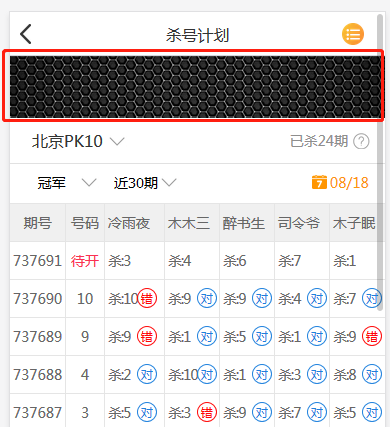 杀号计划
北京PK10 已杀24期 ?
冠军 近30期 7 08/18
期号 号码 冷雨夜 木木三 醉书生 司令爷 木子眠
737691 待开 杀:3 杀:4 杀:6 杀:7 杀:1
737690 10 杀:10 错 杀:9 对 杀:9 对 杀:4 对 杀:7 对
737689 9 杀:9 错 杀:1 对 杀:5 对 杀:1 对 杀:9 错
737688 4 杀:2 对 杀:10 对 杀:1 对 杀:3 对 杀:8 对
737687 3 杀:5 对 杀:3 错 杀:9 对 杀:7 对 杀:5 对